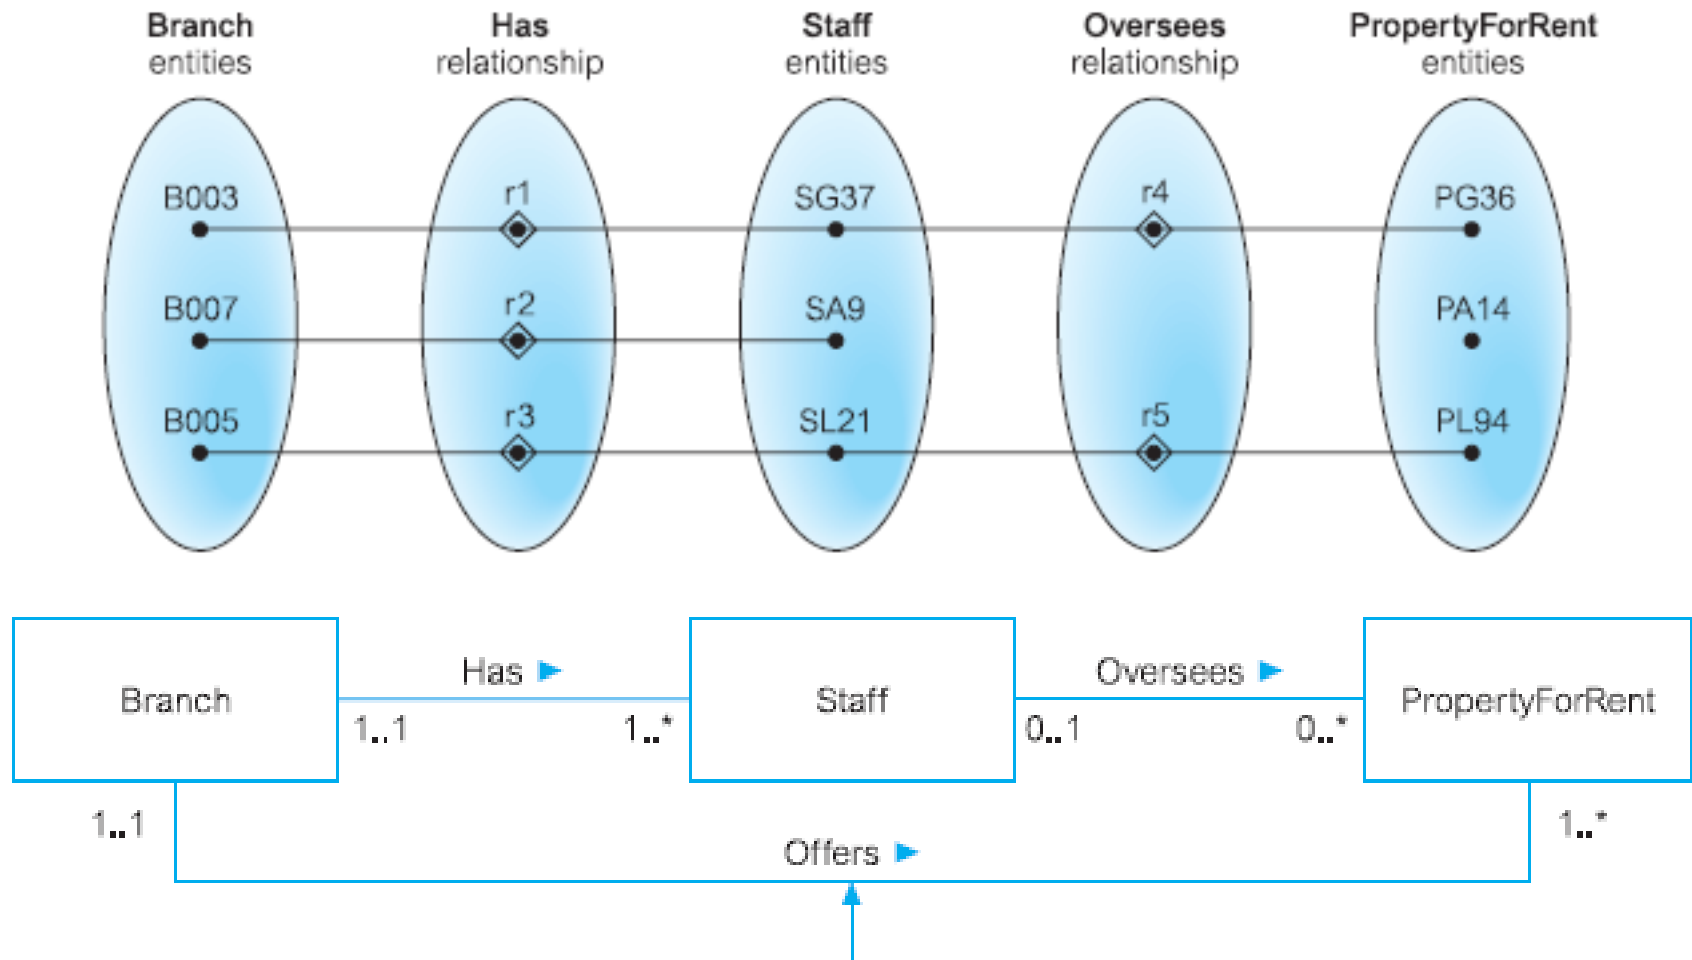 Branch Has Staff Oversees PropertyForRent
entities relationship entities relationship entities
B003 r1 SG37 r4 PG36
B007 r2 SA9 PA14
B005 r3 SL21 r5 PL94
Has Oversees
Branch Staff PropertyForRent
1..1 1..* 0..1 0..*
1..1 1..*
Offers